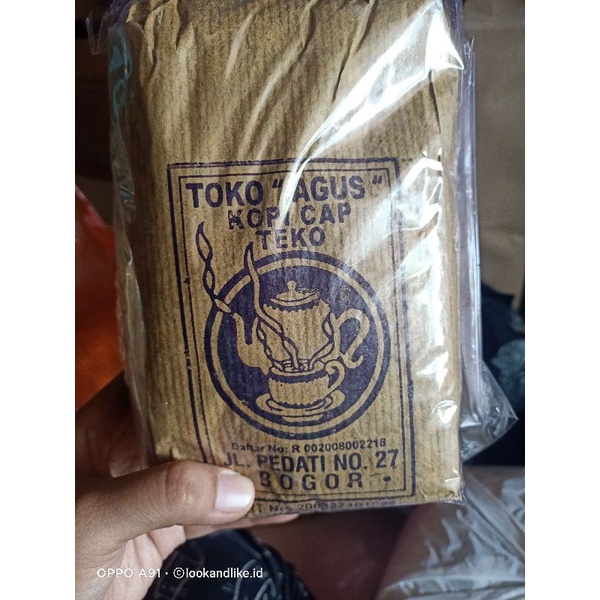 TOKO "AGUS"
KOPI CAP
TEKO
Daftar No: R 002008002218
JL. PEDATI NO. 27
BOGOR
OPPO A91 · ©lookandlike.id